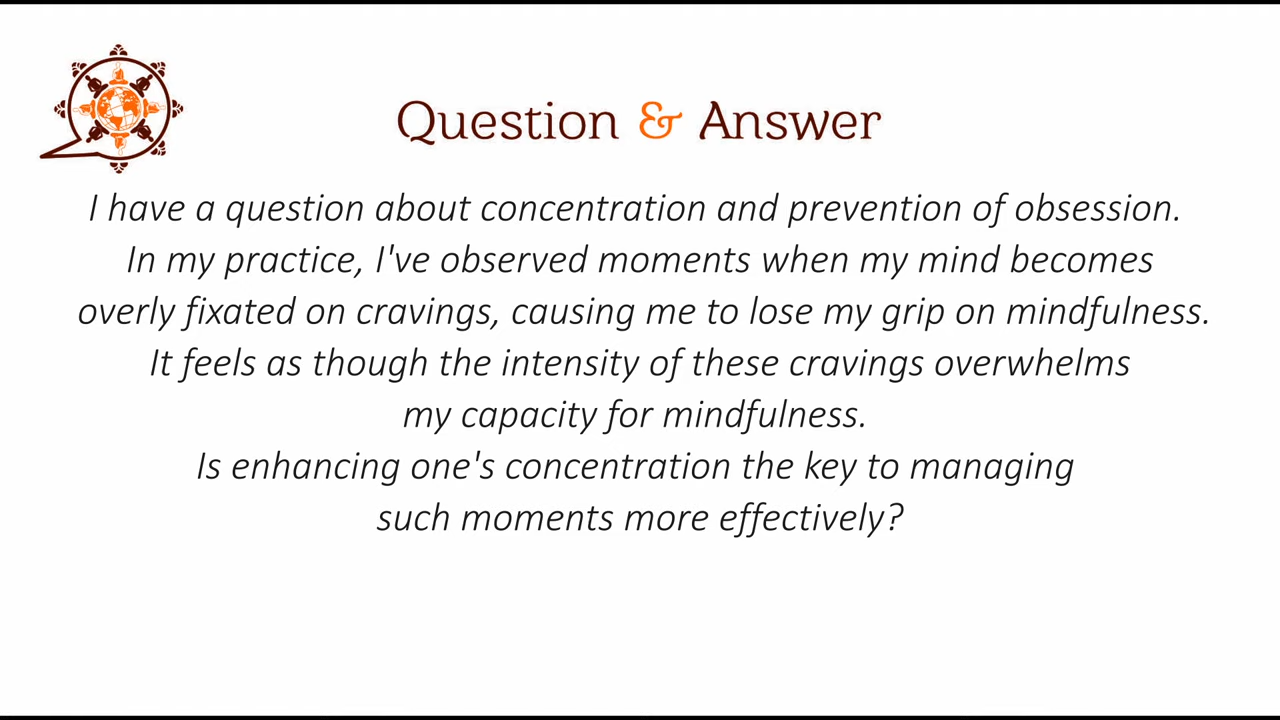 Question & Answer
I have a question about concentration and prevention of obsession.
In my practice, I've observed moments when my mind becomes
overly fixated on cravings, causing me to lose my grip on mindfulness.
It feels as though the intensity of these cravings overwhelms
my capacity for mindfulness.
Is enhancing one's concentration the key to managing
such moments more effectively?